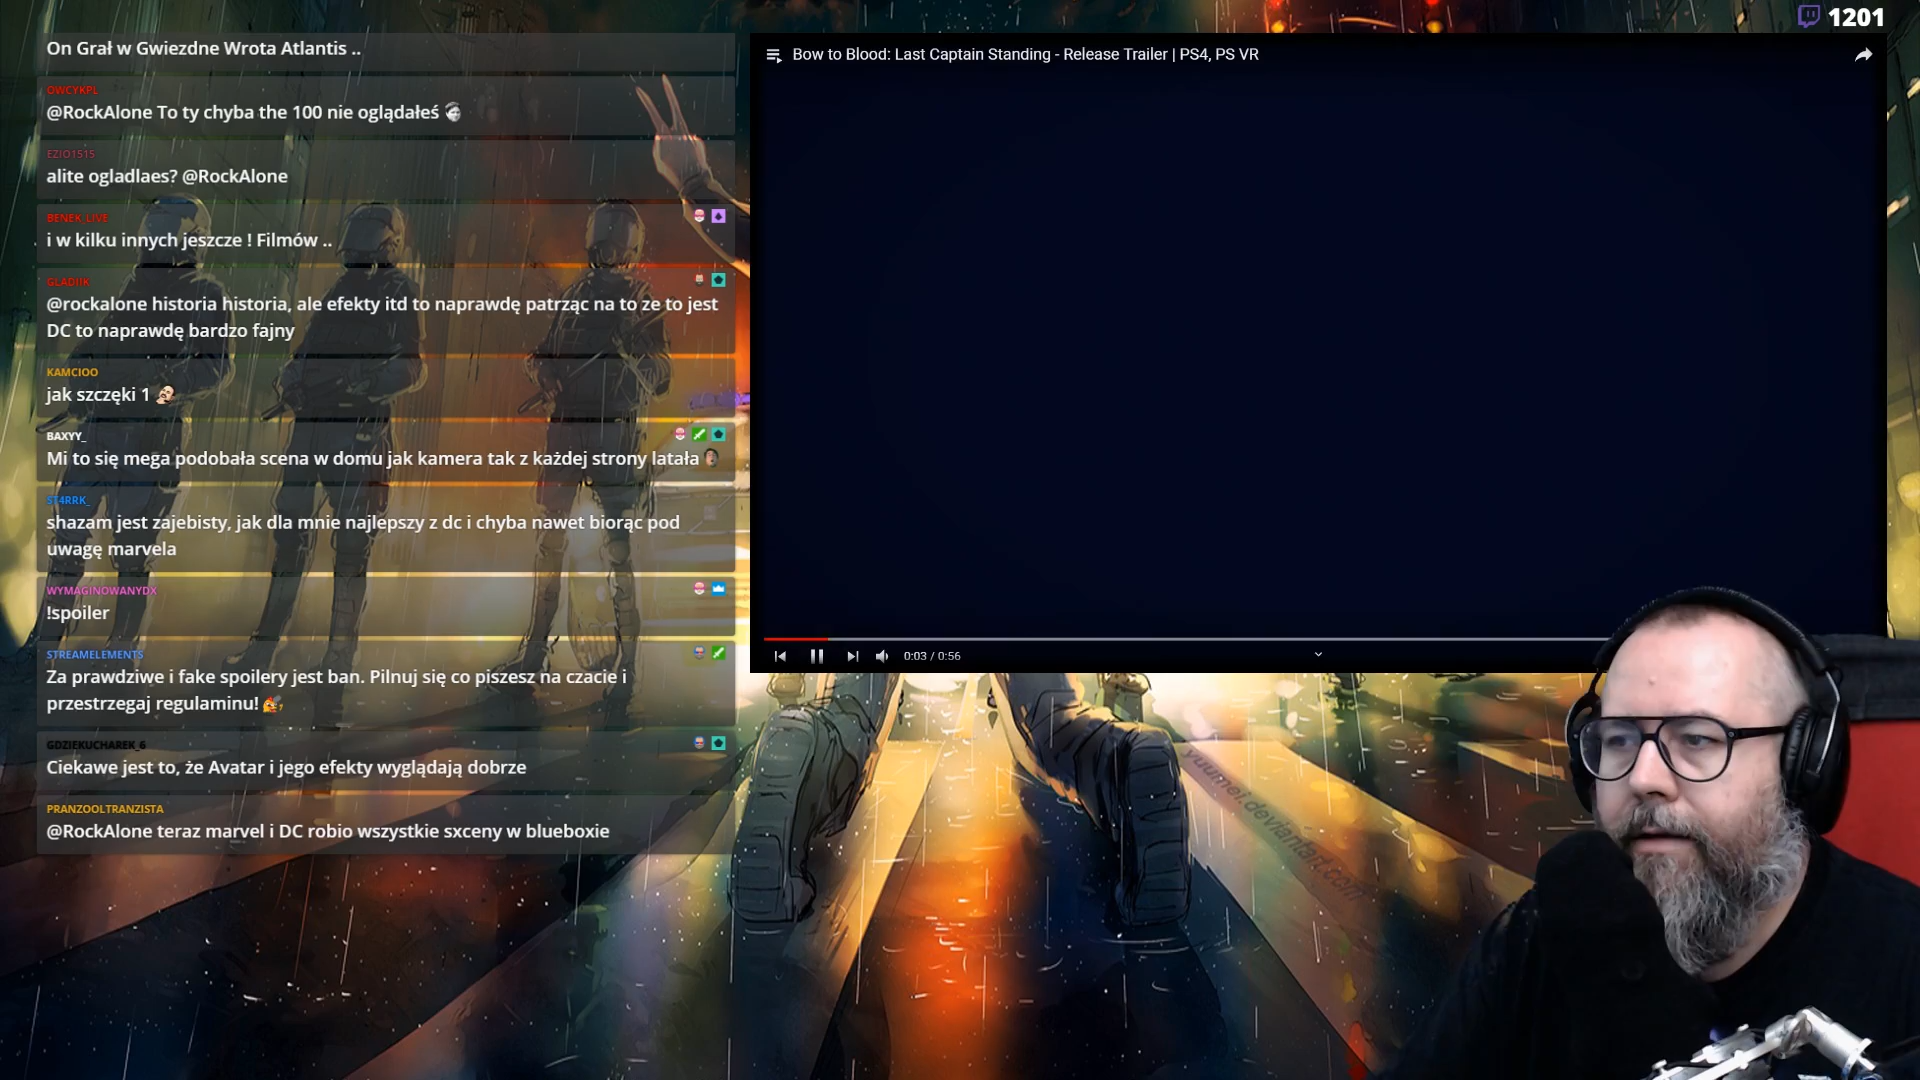 1201
On Grał w Gwiezdne Wrota Atlantis ..
OWCYKPL
@RockAlone To ty chyba the 100 nie oglądałeś
EZIO1515
alite ogladlaes? @RockAlone
BENEK_LIVE
i w kilku innych jeszcze ! Filmów ..
GLADIIK
@rockalone historia historia, ale efekty itd to naprawdę patrząc na to ze to jest
DC to naprawdę bardzo fajny
KAMCIOO
jak szczęki 1
BAXYY_
Mi to się mega podobała scena w domu jak kamera tak z każdej strony latała
ST4RRK_
shazam jest zajebisty, jak dla mnie najlepszy z dc i chyba nawet biorąc pod
uwagę marvela
WYMAGINOWANYDX
!spoiler
STREAMELEMENTS
Za prawdziwe i fake spoilery jest ban. Pilnuj się co piszesz na czacie i
przestrzegaj regulaminu!
GDZIEKUCHAREK_6
Ciekawe jest to, że Avatar i jego efekty wyglądają dobrze
PRANZOOLTRANZISTA
@RockAlone teraz marvel i DC robio wszystkie sxceny w blueboxie
Bow to Blood: Last Captain Standing - Release Trailer | PS4, PS VR
0:03 / 0:56
yuumei.deviantart.com